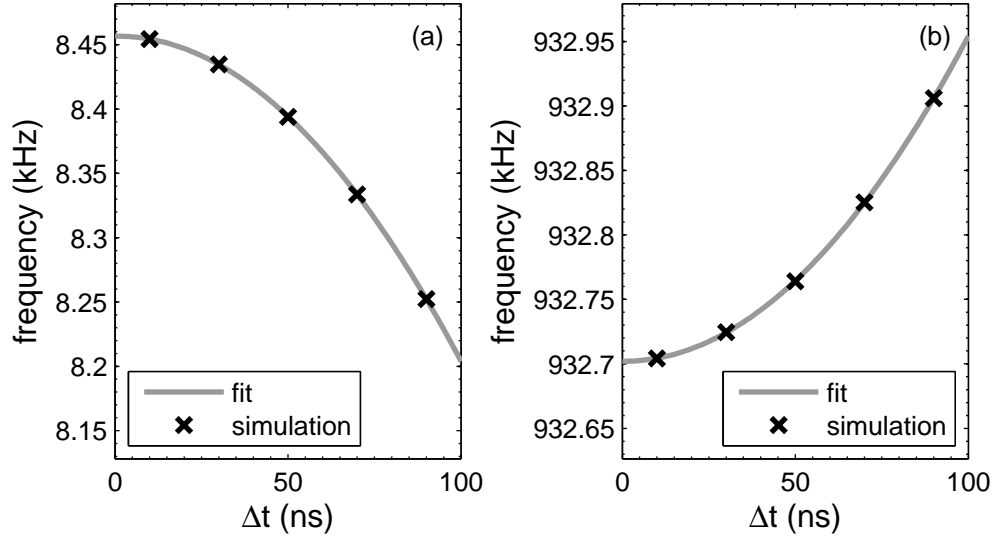 (a)
frequency (kHz)
8.45
8.4
8.35
8.3
8.25
8.2
8.15
fit
simulation
0
50
100
Δt (ns)
(b)
frequency (kHz)
932.95
932.9
932.85
932.8
932.75
932.7
932.65
fit
simulation
0
50
100
Δt (ns)